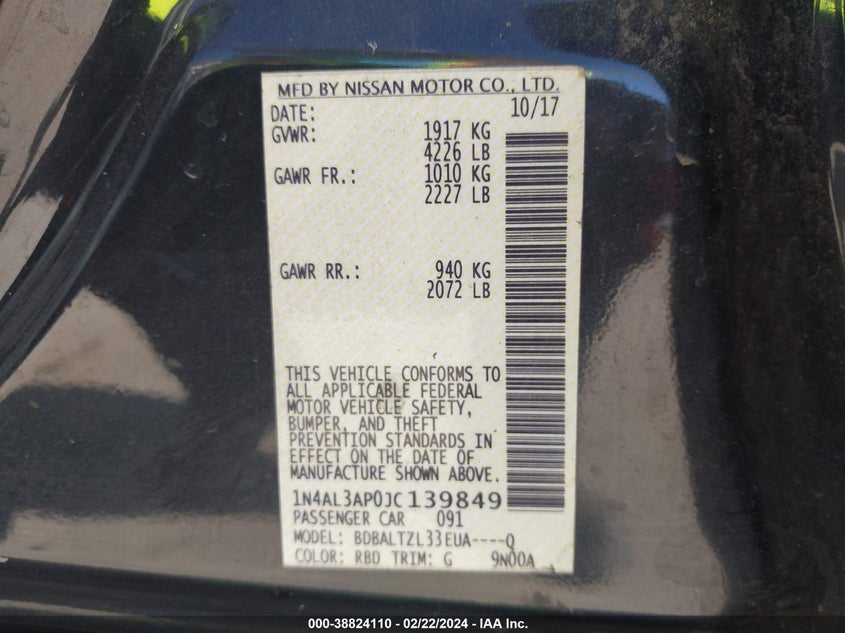 MFD BY NISSAN MOTOR CO., LTD.
DATE: 10/17
GVWR: 1917 KG
4226 LB
GAWR FR.: 1010 KG
2227 LB
GAWR RR.: 940 KG
2072 LB
THIS VEHICLE CONFORMS TO
ALL APPLICABLE FEDERAL
MOTOR VEHICLE SAFETY,
BUMPER, AND THEFT
PREVENTION STANDARDS IN
EFFECT ON THE DATE OF
MANUFACTURE SHOWN ABOVE.
1N4AL3AP0JC139849
PASSENGER CAR 091
MODEL: BDBALTZL33EUA----Q
COLOR: RBD TRIM: G 9N00A
000-38824110 - 02/22/2024 - IAA Inc.